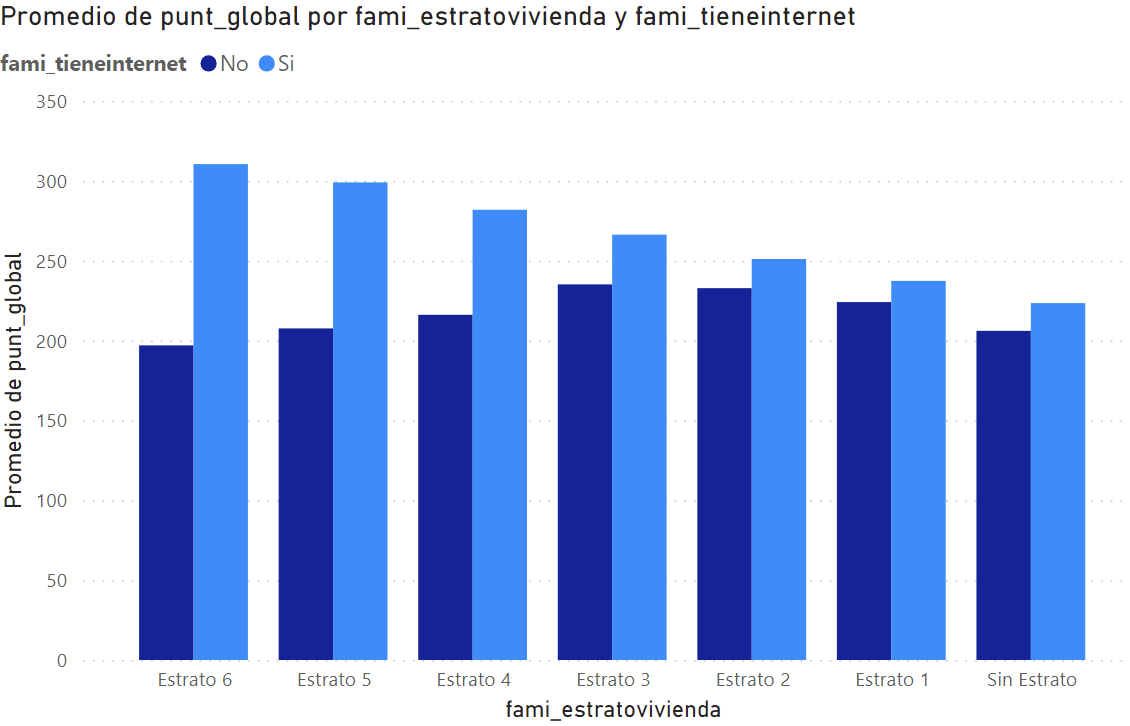 Promedio de punt_global por fami_estratovivienda y fami_tieneinternet
fami_tieneinternet No Si
Promedio de punt_global
350
300
250
200
150
100
50
0
Estrato 6 Estrato 5 Estrato 4 Estrato 3 Estrato 2 Estrato 1 Sin Estrato
fami_estratovivienda